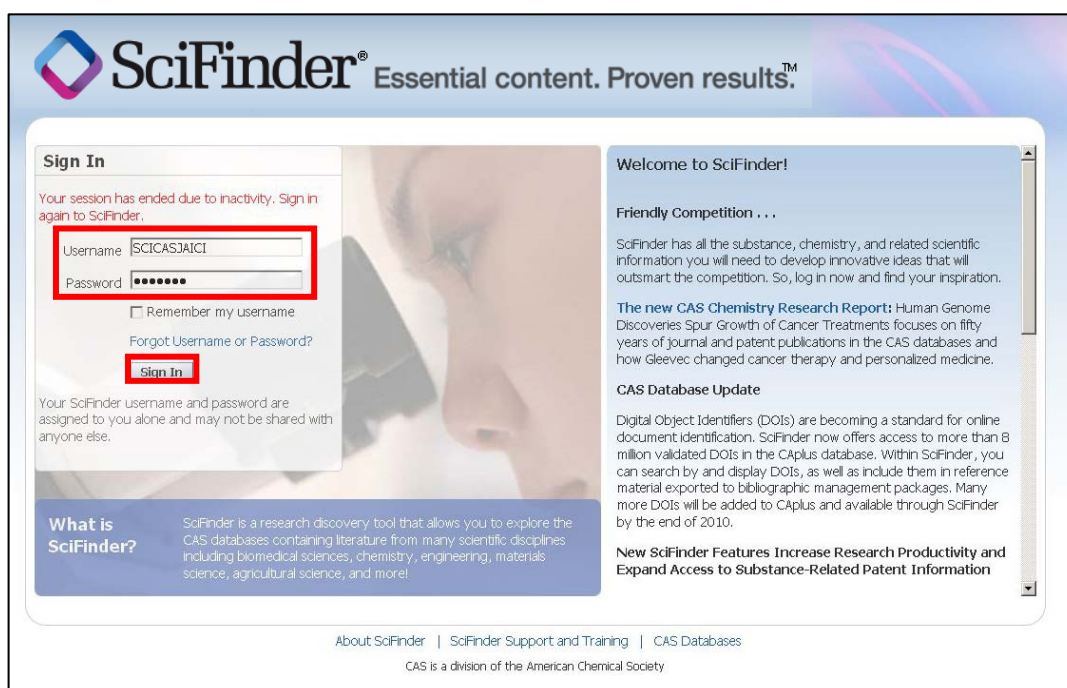 SciFinder® Essential content. Proven results.™
Sign In
Your session has ended due to inactivity. Sign in
again to SciFinder.
Username SCICASJAICI
Password •••••••
Remember my username
Forgot Username or Password?
Sign In
Your SciFinder username and password are
assigned to you alone and may not be shared with
anyone else.
What is
SciFinder?
SciFinder is a research discovery tool that allows you to explore the
CAS databases containing literature from many scientific disciplines
including biomedical sciences, chemistry, engineering, materials
science, agricultural science, and more!
Welcome to SciFinder!
Friendly Competition . . .
SciFinder has all the substance, chemistry, and related scientific
information you will need to develop innovative ideas that will
outsmart the competition. So, log in now and find your inspiration.
The new CAS Chemistry Research Report: Human Genome
Discoveries Spur Growth of Cancer Treatments focuses on fifty
years of journal and patent publications in the CAS databases and
how Gleevec changed cancer therapy and personalized medicine.
CAS Database Update
Digital Object Identifiers (DOIs) are becoming a standard for online
document identification. SciFinder now offers access to more than 8
million validated DOIs in the CAplus database. Within SciFinder, you
can search by and display DOIs, as well as include them in reference
material exported to bibliographic management packages. Many
more DOIs will be added to CAplus and available through SciFinder
by the end of 2010.
New SciFinder Features Increase Research Productivity and
Expand Access to Substance-Related Patent Information
About SciFinder | SciFinder Support and Training | CAS Databases
CAS is a division of the American Chemical Society